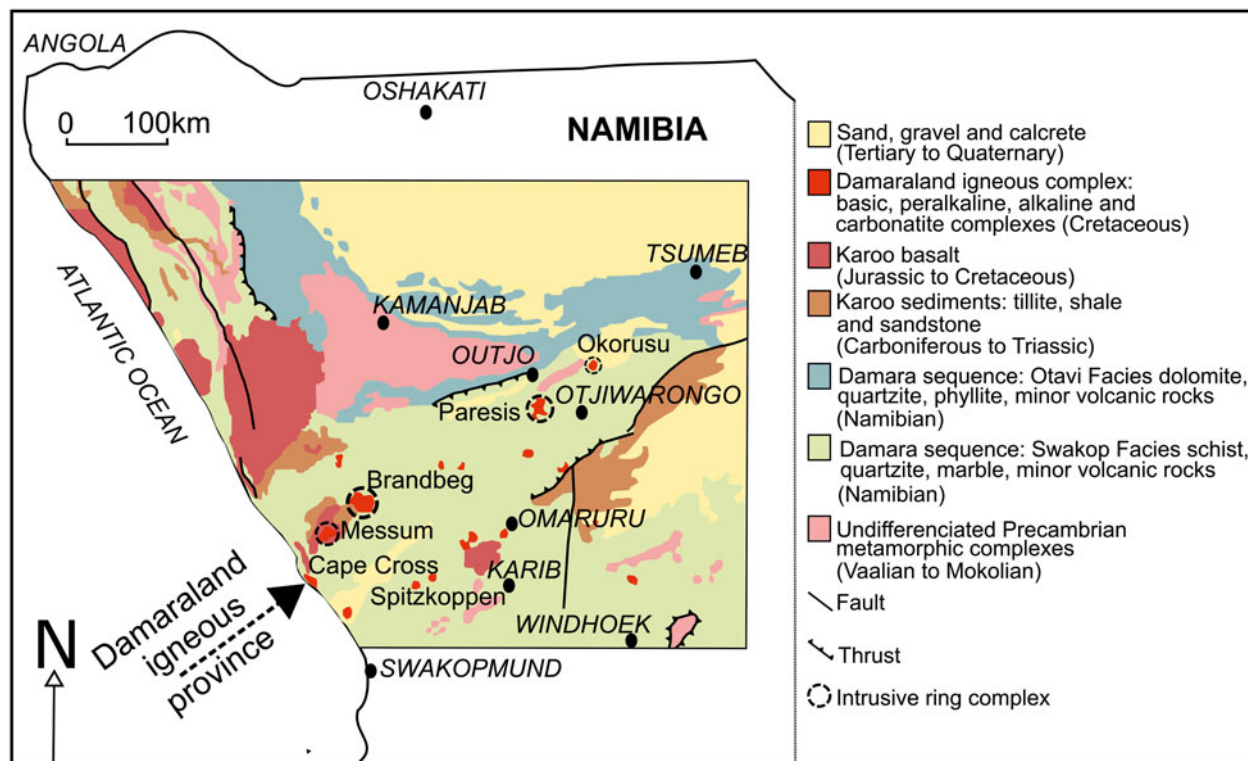 ANGOLA
OSHAKATI
0 100km
NAMIBIA
TSUMEB
ATLANTIC OCEAN
KAMANJAB
Okorusu
OUTJO
OTJIWARONGO
Paresis
Brandbeg
OMARURU
Messum
Cape Cross
KARIB
Spitzkoppen
Damaraland
igneous
province
WINDHOEK
N
SWAKOPMUND
Sand, gravel and calcrete
(Tertiary to Quaternary)
Damaraland igneous complex:
basic, peralkaline, alkaline and
carbonatite complexes (Cretaceous)
Karoo basalt
(Jurassic to Cretaceous)
Karoo sediments: tillite, shale
and sandstone
(Carboniferous to Triassic)
Damara sequence: Otavi Facies dolomite,
quartzite, phyllite, minor volcanic rocks
(Namibian)
Damara sequence: Swakop Facies schist,
quartzite, marble, minor volcanic rocks
(Namibian)
Undifferenciated Precambrian
metamorphic complexes
(Vaalian to Mokolian)
Fault
Thrust
Intrusive ring complex